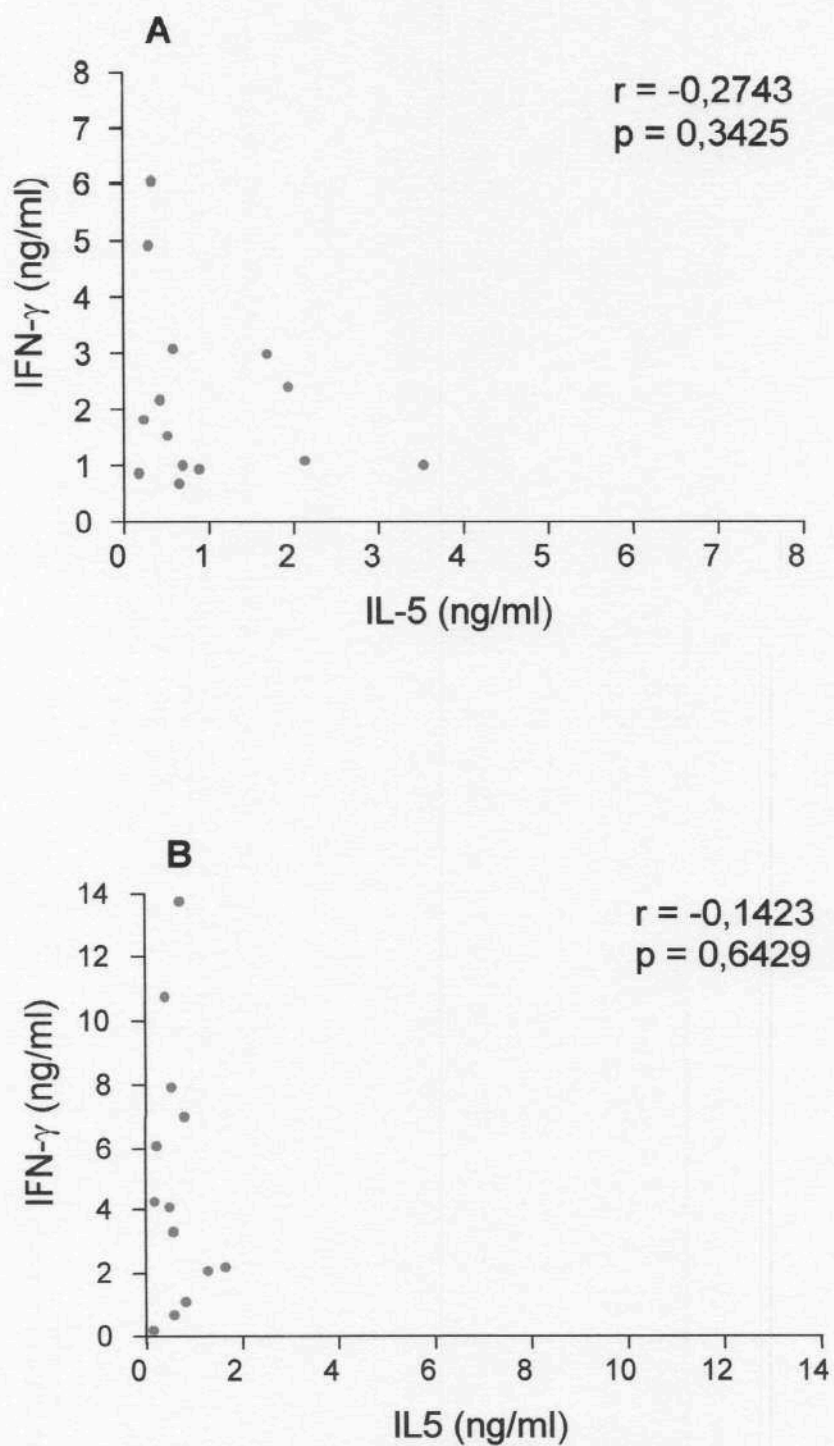 A
r = -0,2743
p = 0,3425
8
7
6
5
4
3
2
1
0
IFN-γ (ng/ml)
0 1 2 3 4 5 6 7 8
IL-5 (ng/ml)
B
r = -0,1423
p = 0,6429
14
12
10
8
6
4
2
0
IFN-γ (ng/ml)
0 2 4 6 8 10 12 14
IL5 (ng/ml)